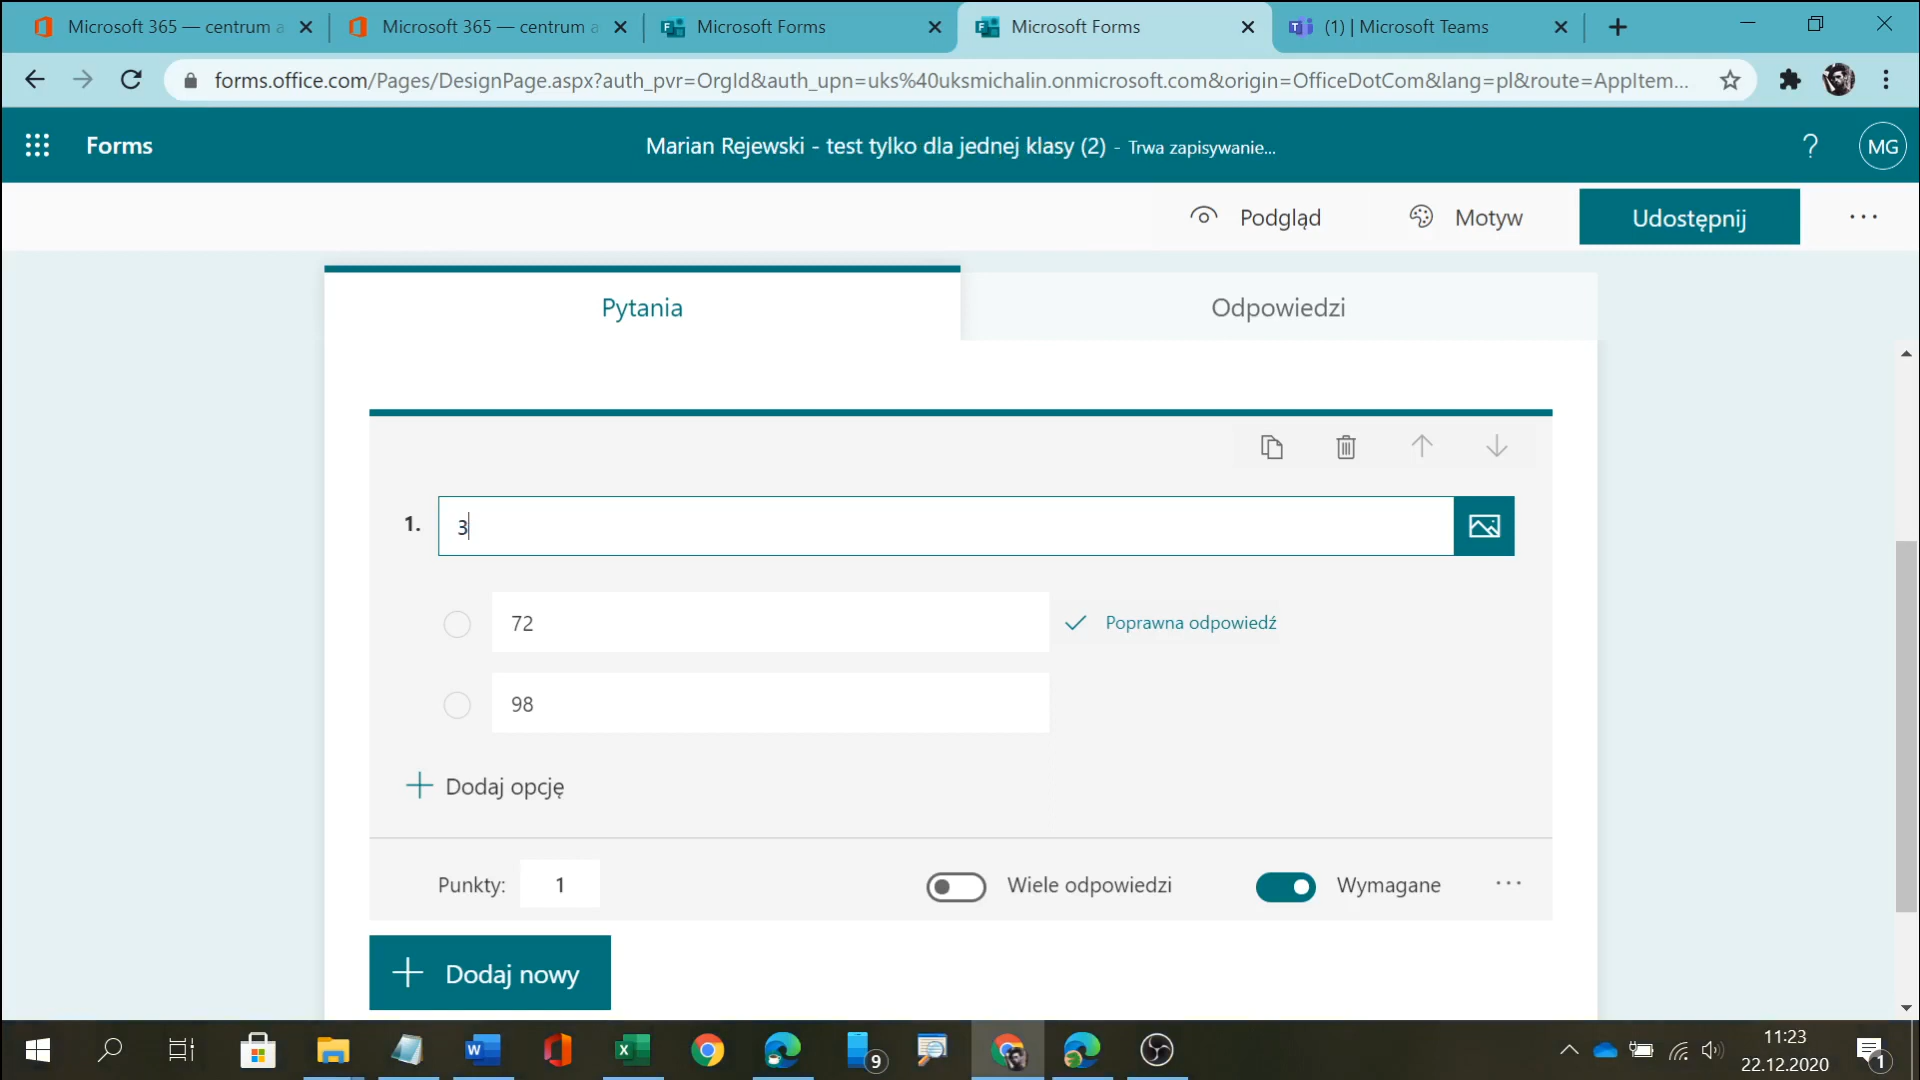 Microsoft 365 — centrum a
Microsoft 365 — centrum a
Microsoft Forms
Microsoft Forms
(1) | Microsoft Teams
forms.office.com/Pages/DesignPage.aspx?auth_pvr=OrgId&auth_upn=uks%40uksmichalin.onmicrosoft.com&origin=OfficeDotCom&lang=pl&route=AppItem...
Forms
Marian Rejewski - test tylko dla jednej klasy (2) - Trwa zapisywanie...
?
MG
Podgląd
Motyw
Udostępnij
Pytania
Odpowiedzi
1.
3
72
Poprawna odpowiedź
98
Dodaj opcję
Punkty:
1
Wiele odpowiedzi
Wymagane
Dodaj nowy
9
11:23
22.12.2020
1